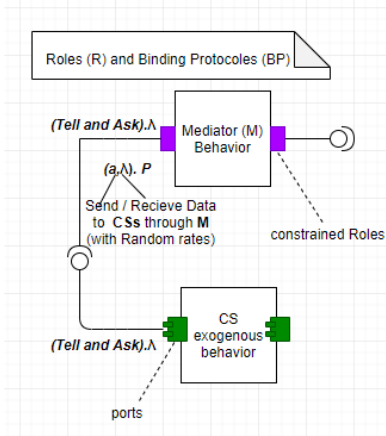 Roles (R) and Binding Protocoles (BP)
(Tell and Ask).Λ
Mediator (M)
Behavior
(a,Λ). P
Send / Recieve Data
to CSs through M
(with Random rates)
constrained Roles
CS
exogenous
behavior
(Tell and Ask).Λ
ports